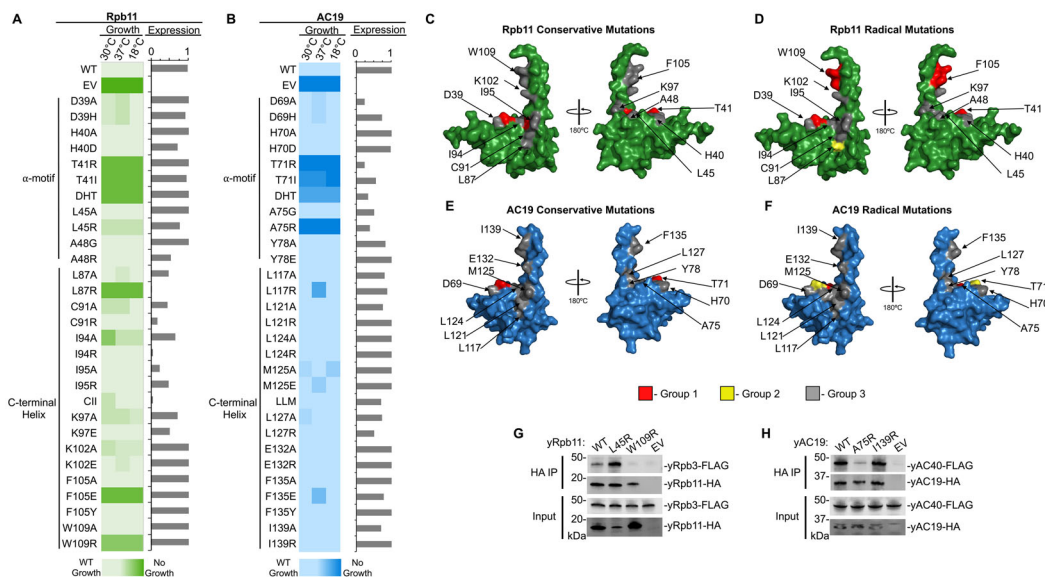 A
Rpb11
Growth
Expression
30°C
37°C
18°C
0
1
WT
EV
α-motif
D39A
D39H
H40A
H40D
T41R
T41I
DHT
L45A
L45R
A48G
A48R
C-terminal
Helix
L87A
L87R
C91A
C91R
I94A
I94R
I95A
I95R
CII
K97A
K97E
K102A
K102E
F105A
F105E
F105Y
W109A
W109R
WT
Growth
No
Growth
B
AC19
Growth
Expression
30°C
37°C
18°C
0
1
WT
EV
α-motif
D69A
D69H
H70A
H70D
T71R
T71I
DHT
A75G
A75R
Y78A
Y78E
C-terminal
Helix
L117A
L117R
L121A
L121R
L124A
L124R
M125A
M125E
LLM
L127A
L127R
E132A
E132R
F135A
F135E
F135Y
I139A
I139R
WT
Growth
No
Growth
C
Rpb11 Conservative Mutations
W109
K102
I95
D39
I94
C91
L87
180°
F105
K97
A48
T41
H40
L45
D
Rpb11 Radical Mutations
W109
K102
I95
D39
I94
C91
L87
180°
F105
K97
A48
T41
H40
L45
E
AC19 Conservative Mutations
I139
E132
M125
D69
L124
L121
L117
180°
F135
L127
Y78
T71
H70
A75
F
AC19 Radical Mutations
I139
E132
M125
D69
L124
L121
L117
180°
F135
L127
Y78
T71
H70
A75
- Group 1
- Group 2
- Group 3
G
yRpb11: WT L45R W109R EV
HA IP
50-
-yRpb3-FLAG
20
-yRpb11-HA
Input
50-
-yRpb3-FLAG
20
-yRpb11-HA
kDa
H
yAC19: WT A75R I139R EV
HA IP
50-
-yAC40-FLAG
37-
-yAC19-HA
Input
50-
-yAC40-FLAG
37-
-yAC19-HA
kDa